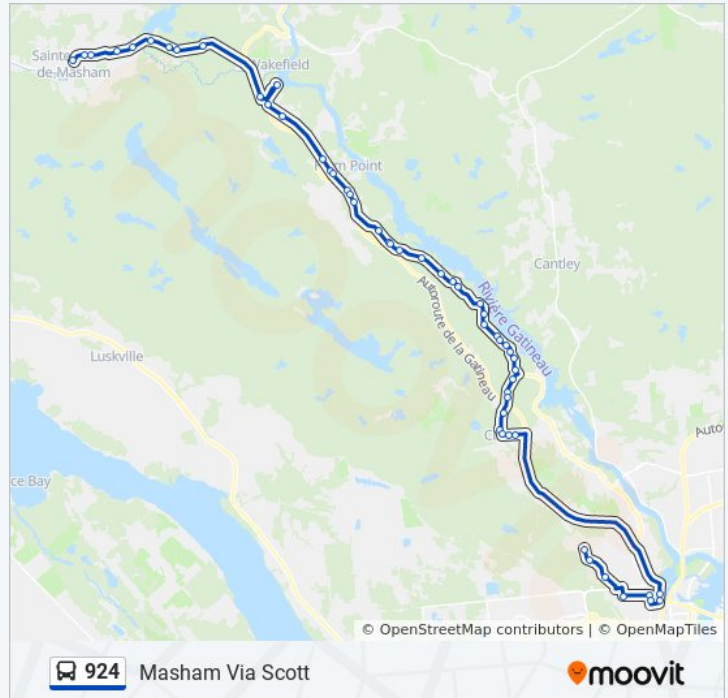 Sainte
de Masham
Wakefield
Farm Point
Cantley
Rivière Gatineau
Autoroute de la Gatineau
Luskville
Auto
ce Bay
moovit
© OpenStreetMap contributors | © OpenMapTiles
924 Masham Via Scott
moovit